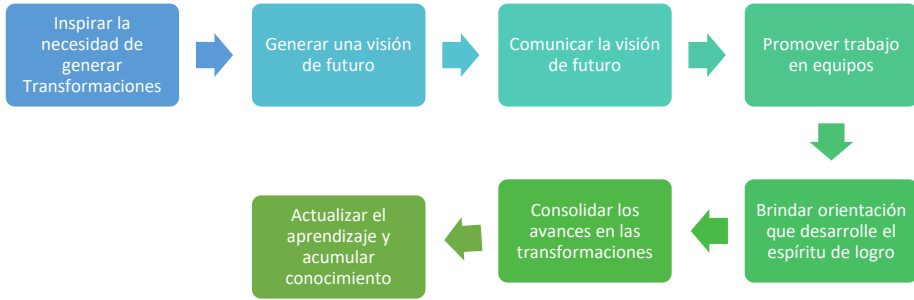 Inspirar la
necesidad de
generar
Transformaciones
Generar una visión
de futuro
Comunicar la visión
de futuro
Promover trabajo
en equipos
Brindar orientación
que desarrolle el
espíritu de logro
Consolidar los
avances en las
transformaciones
Actualizar el
aprendizaje y
acumular
conocimiento